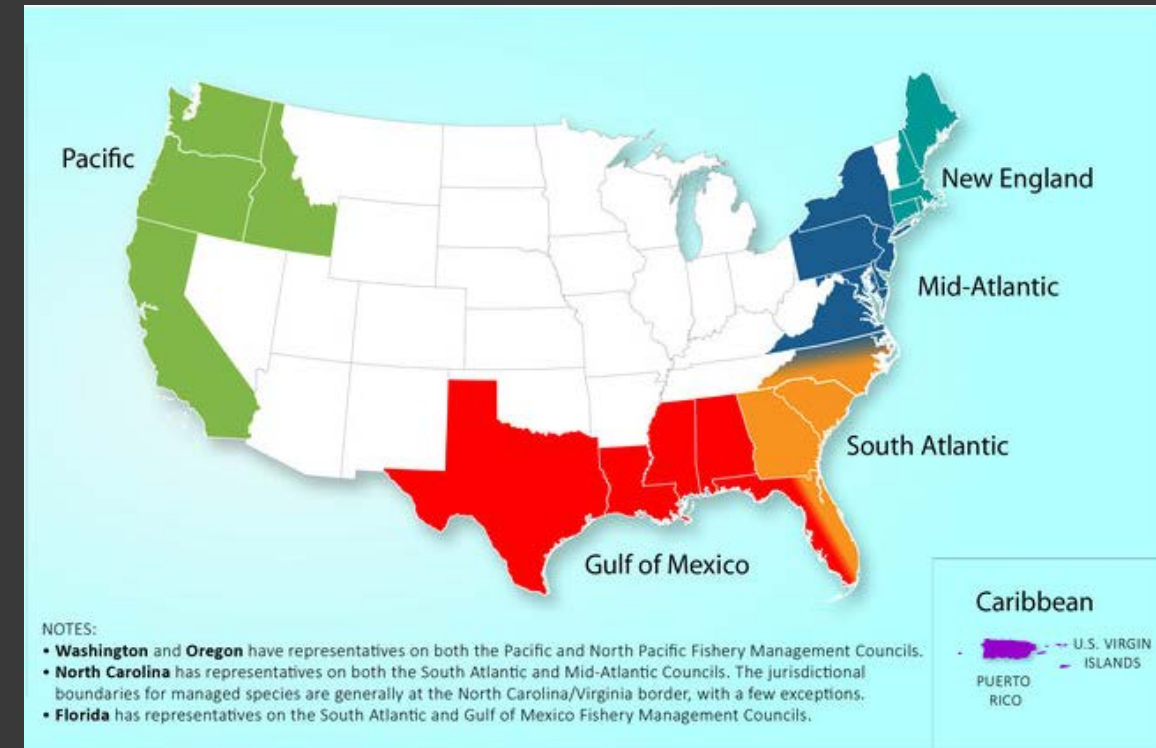 Pacific
New England
Mid-Atlantic
South Atlantic
Gulf of Mexico
Caribbean
U.S. VIRGIN
ISLANDS
PUERTO
RICO
NOTES:
• Washington and Oregon have representatives on both the Pacific and North Pacific Fishery Management Councils.
• North Carolina has representatives on both the South Atlantic and Mid-Atlantic Councils. The jurisdictional
boundaries for managed species are generally at the North Carolina/Virginia border, with a few exceptions.
• Florida has representatives on the South Atlantic and Gulf of Mexico Fishery Management Councils.